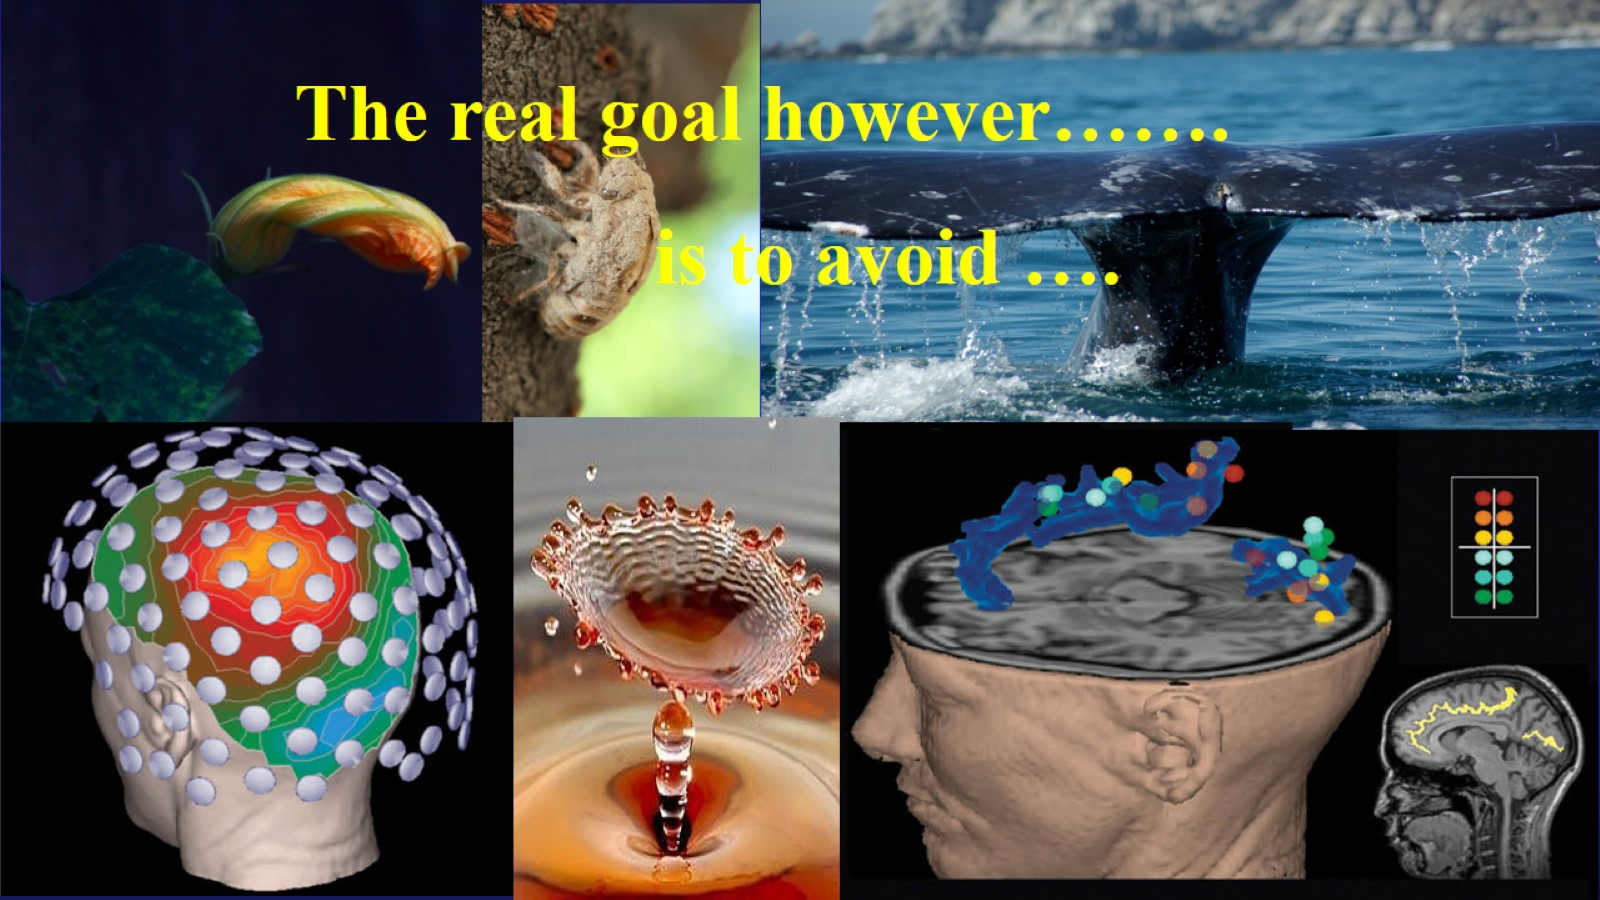 The real goal however…….
is to avoid ….